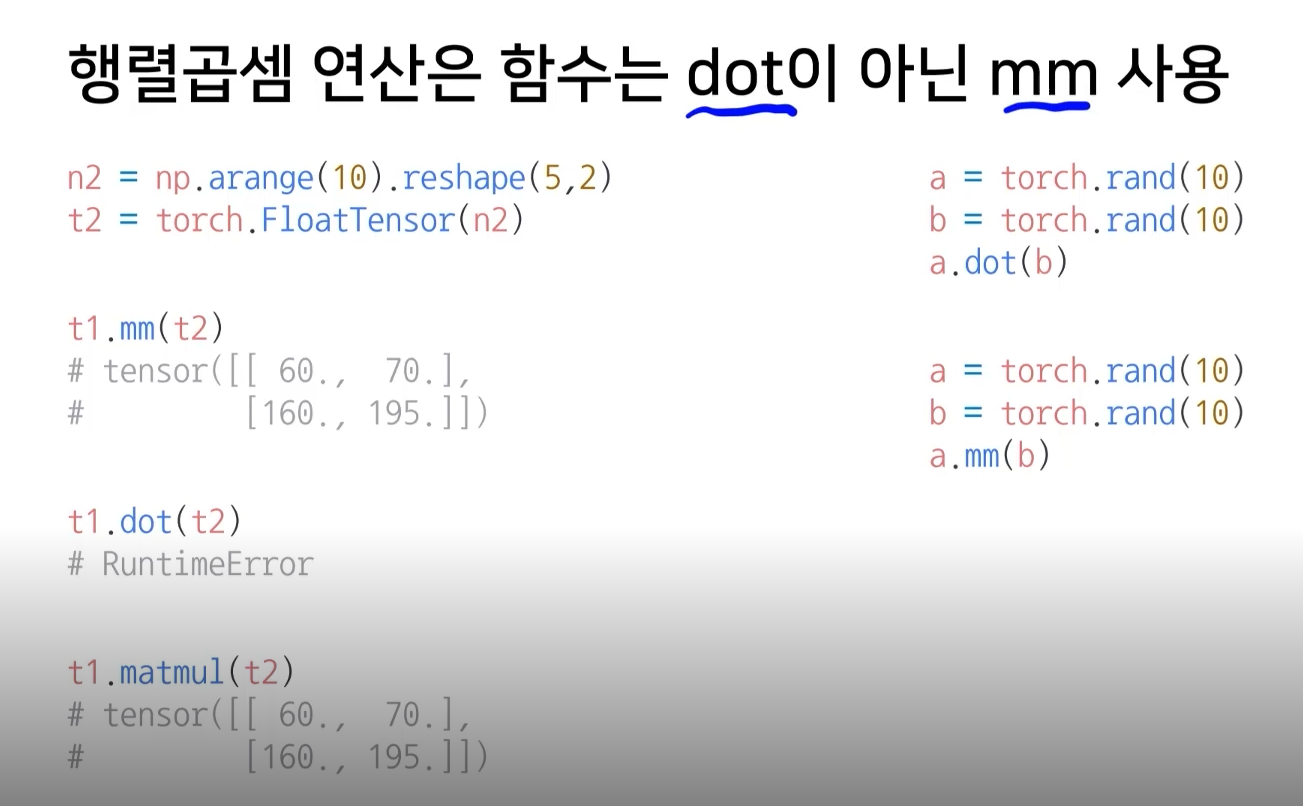 행렬곱셈 연산은 함수는 dot이 아닌 mm 사용
n2 = np.arange(10).reshape(5,2)
t2 = torch.FloatTensor(n2)
t1.mm(t2)
# tensor([[ 60.,  70.],
#         [160., 195.]])
t1.dot(t2)
# RuntimeError
t1.matmul(t2)
# tensor([[ 60.,  70.],
#         [160., 195.]])
a = torch.rand(10)
b = torch.rand(10)
a.dot(b)
a = torch.rand(10)
b = torch.rand(10)
a.mm(b)